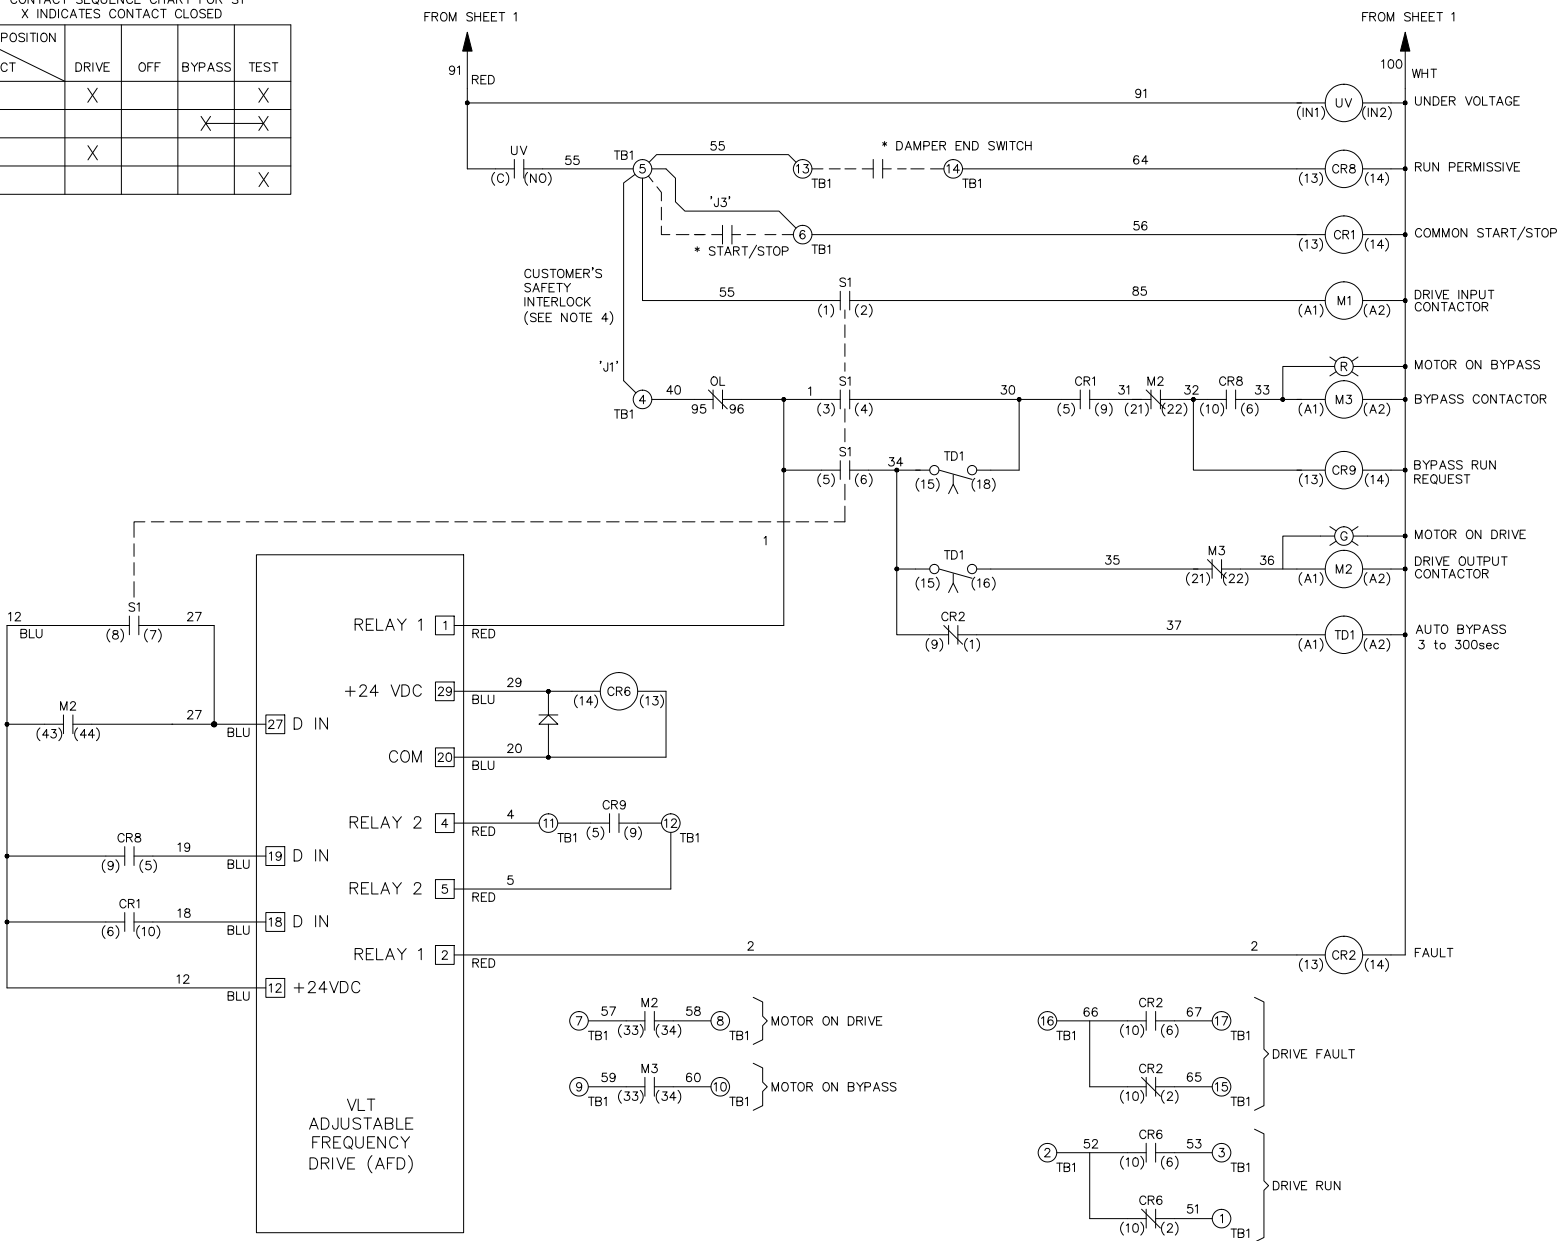 CONTACT SEQUENCE CHART FOR S1
X INDICATES CONTACT CLOSED
POSITION
CT DRIVE OFF BYPASS TEST
X X
X X
X
X
FROM SHEET 1
FROM SHEET 1
91 RED
100 WHT
91 (IN1) UV (IN2) UNDER VOLTAGE
UV (C) (NO) 55 TB1 5 55 13 TB1 * DAMPER END SWITCH 14 TB1 64 (13) CR8 (14) RUN PERMISSIVE
'J3'
* START/STOP 6 TB1 56 (13) CR1 (14) COMMON START/STOP
CUSTOMER'S
SAFETY
INTERLOCK
(SEE NOTE 4)
55 S1 (1) (2) 85 (A1) M1 (A2) DRIVE INPUT
CONTACTOR
R MOTOR ON BYPASS
'J1'
4 TB1 40 OL 95 96 1 S1 (3) (4) 30 CR1 (5) (9) 31 M2 (21) (22) 32 CR8 (10) (6) 33 (A1) M3 (A2) BYPASS CONTACTOR
S1 (5) (6) 34 TD1 (15) (18) (13) CR9 (14) BYPASS RUN
REQUEST
1
G MOTOR ON DRIVE
TD1 (15) (16) 35 M3 (21) (22) 36 (A1) M2 (A2) DRIVE OUTPUT
CONTACTOR
CR2 (9) (1) 37 (A1) TD1 (A2) AUTO BYPASS
3 to 300sec
12 BLU S1 (8) (7) 27
RELAY 1 1 RED
+24 VDC 29 29 BLU (14) CR6 (13)
M2 (43) (44) 27 BLU 27 D IN
COM 20 20 BLU
RELAY 2 4 4 RED 11 TB1 CR9 (5) (9) 12 TB1
CR8 (9) (5) 19 BLU 19 D IN
RELAY 2 5 5 RED
CR1 (6) (10) 18 BLU 18 D IN
RELAY 1 2 RED 2 2 (13) CR2 (14) FAULT
12 BLU 12 +24VDC
VLT
ADJUSTABLE
FREQUENCY
DRIVE (AFD)
7 TB1 57 M2 (33) (34) 58 8 TB1 MOTOR ON DRIVE
9 TB1 59 M3 (33) (34) 60 10 TB1 MOTOR ON BYPASS
16 TB1 66 CR2 (10) (6) 67 17 TB1
DRIVE FAULT
CR2 (10) (2) 65 15 TB1
2 TB1 52 CR6 (10) (6) 53 3 TB1
DRIVE RUN
CR6 (10) (2) 51 1 TB1